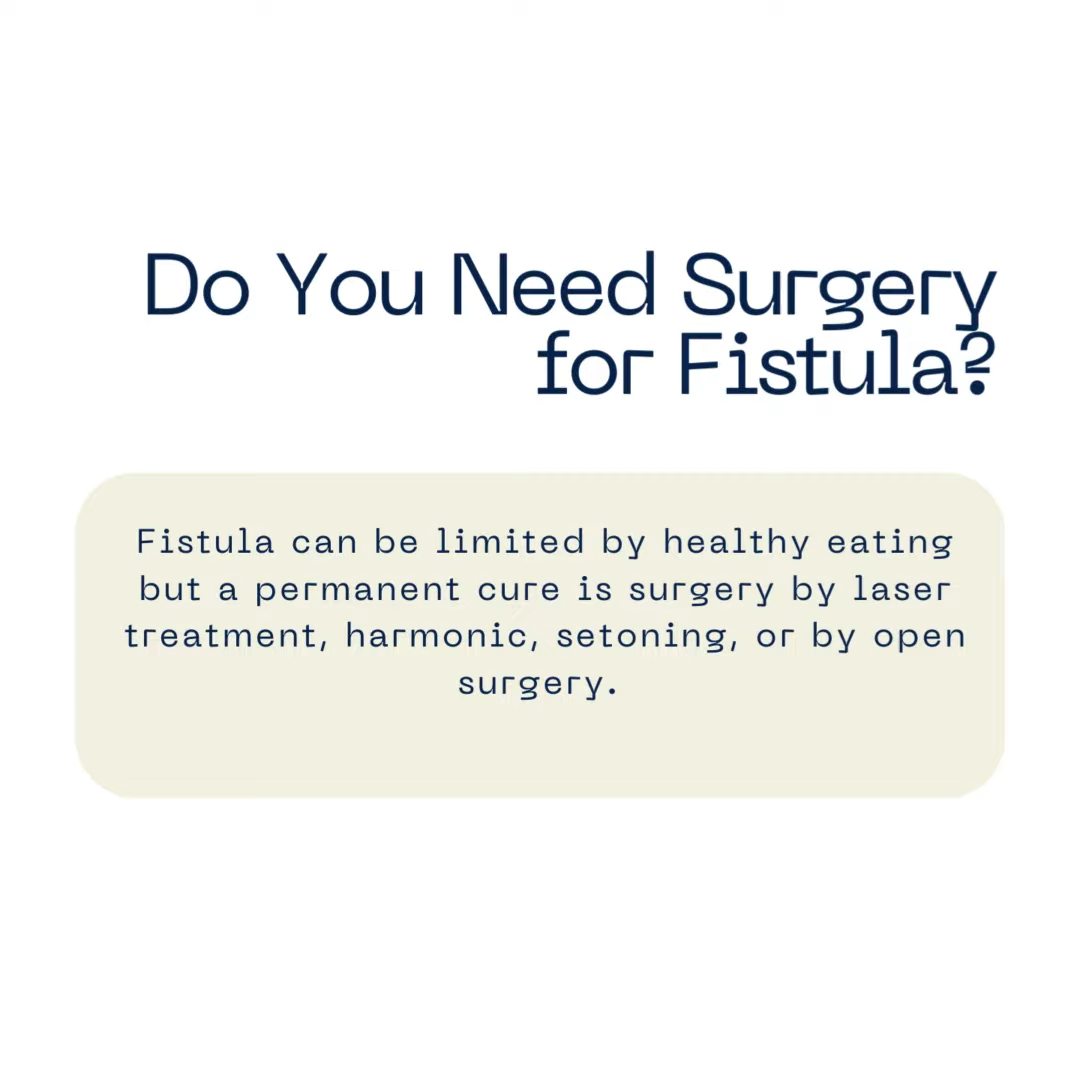 Do You Need Surgery
for Fistula?
Fistula can be limited by healthy eating
but a permanent cure is surgery by laser
treatment, harmonic, setoning, or by open
surgery.